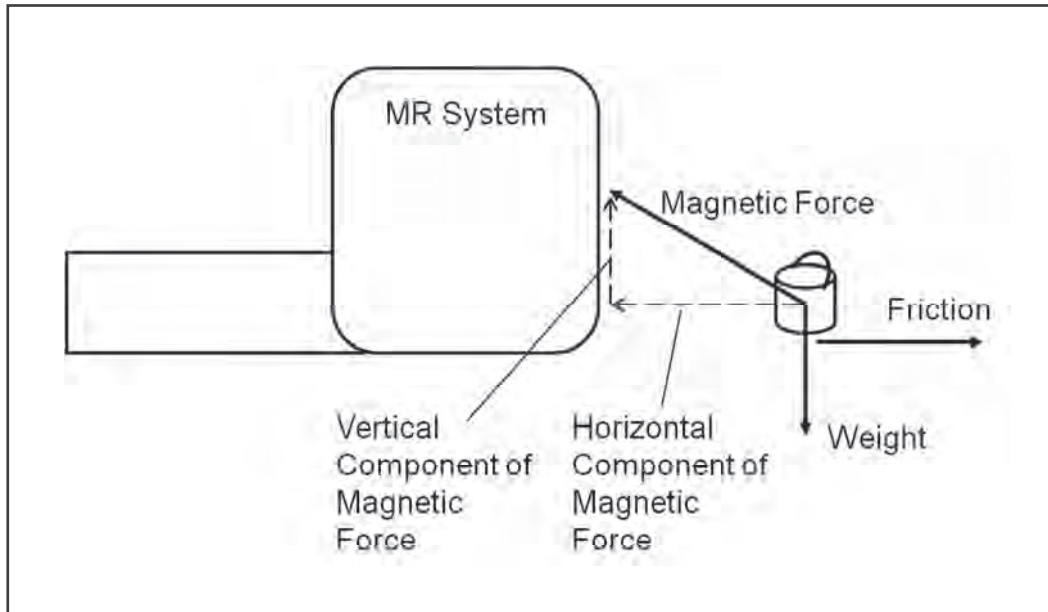 MR System
Magnetic Force
Friction
Weight
Vertical
Component of
Magnetic
Force
Horizontal
Component of
Magnetic
Force